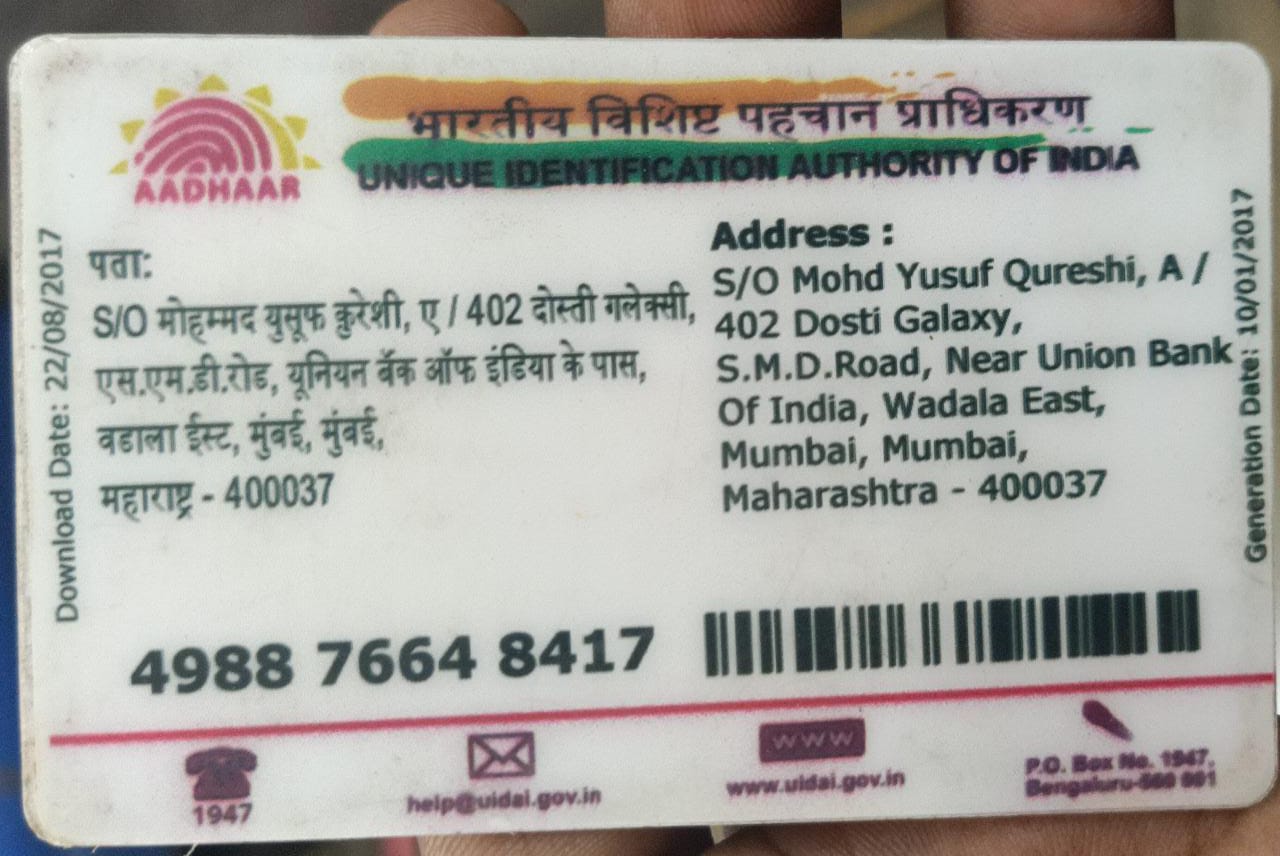 भारतीय विशिष्ट पहचान प्राधिकरण
UNIQUE IDENTIFICATION AUTHORITY OF INDIA
AADHAAR
Download Date: 22/08/2017
पता:
S/O मोहम्मद युसूफ कुरेशी, ए / 402 दोस्ती गलेक्सी,
एस.एम.डी.रोड, यूनियन बँक ऑफ इंडिया के पास,
वडाला ईस्ट, मुंबई, मुंबई,
महाराष्ट्र - 400037
Address :
S/O Mohd Yusuf Qureshi, A /
402 Dosti Galaxy,
S.M.D.Road, Near Union Bank
Of India, Wadala East,
Mumbai, Mumbai,
Maharashtra - 400037
Generation Date: 10/01/2017
4988 7664 8417
1947
help@uidai.gov.in
www
www.uidai.gov.in
P.O. Box No. 1947,
Bengaluru-560 001